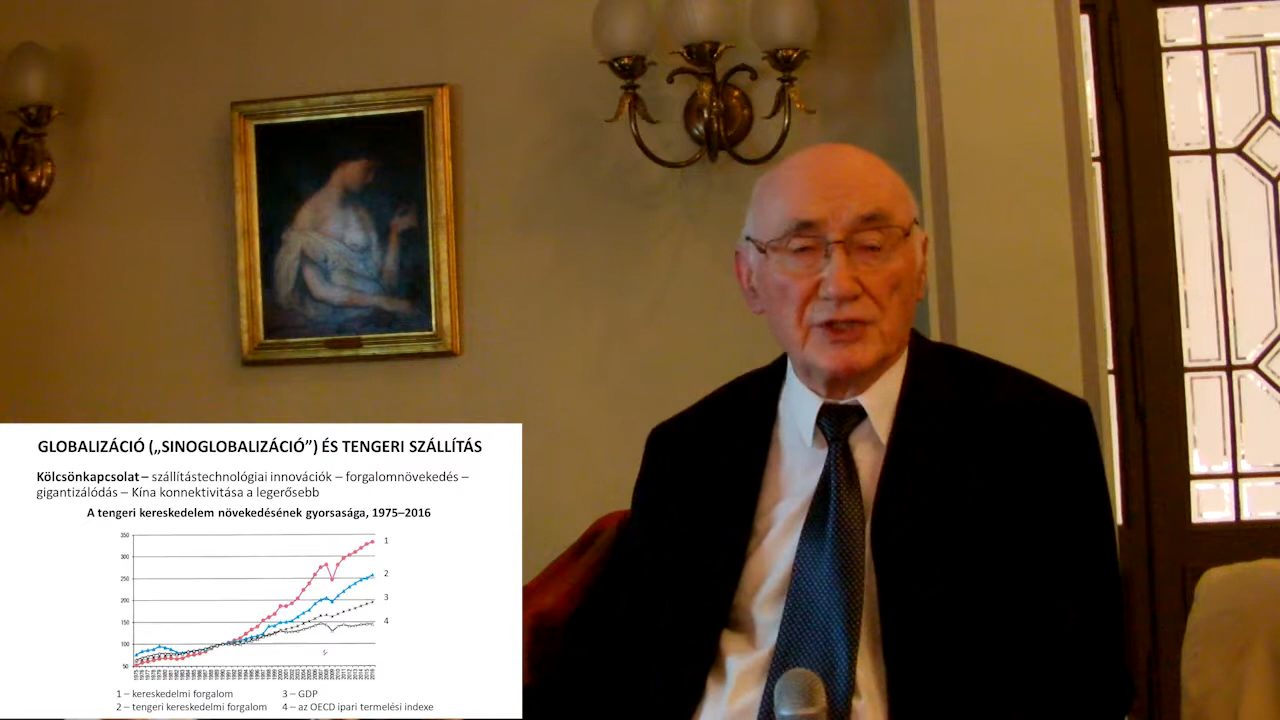 GLOBALIZÁCIÓ („SINOGLOBALIZÁCIÓ”) ÉS TENGERI SZÁLLÍTÁS
Kölcsönkapcsolat – szállítástechnológiai innovációk – forgalomnövekedés –
gigantizálódás – Kína konnektivitása a legerősebb
A tengeri kereskedelem növekedésének gyorsasága, 1975–2016
350
300
250
200
150
100
50
1
2
3
4
1 – kereskedelmi forgalom
2 – tengeri kereskedelmi forgalom
3 – GDP
4 – az OECD ipari termelési indexe